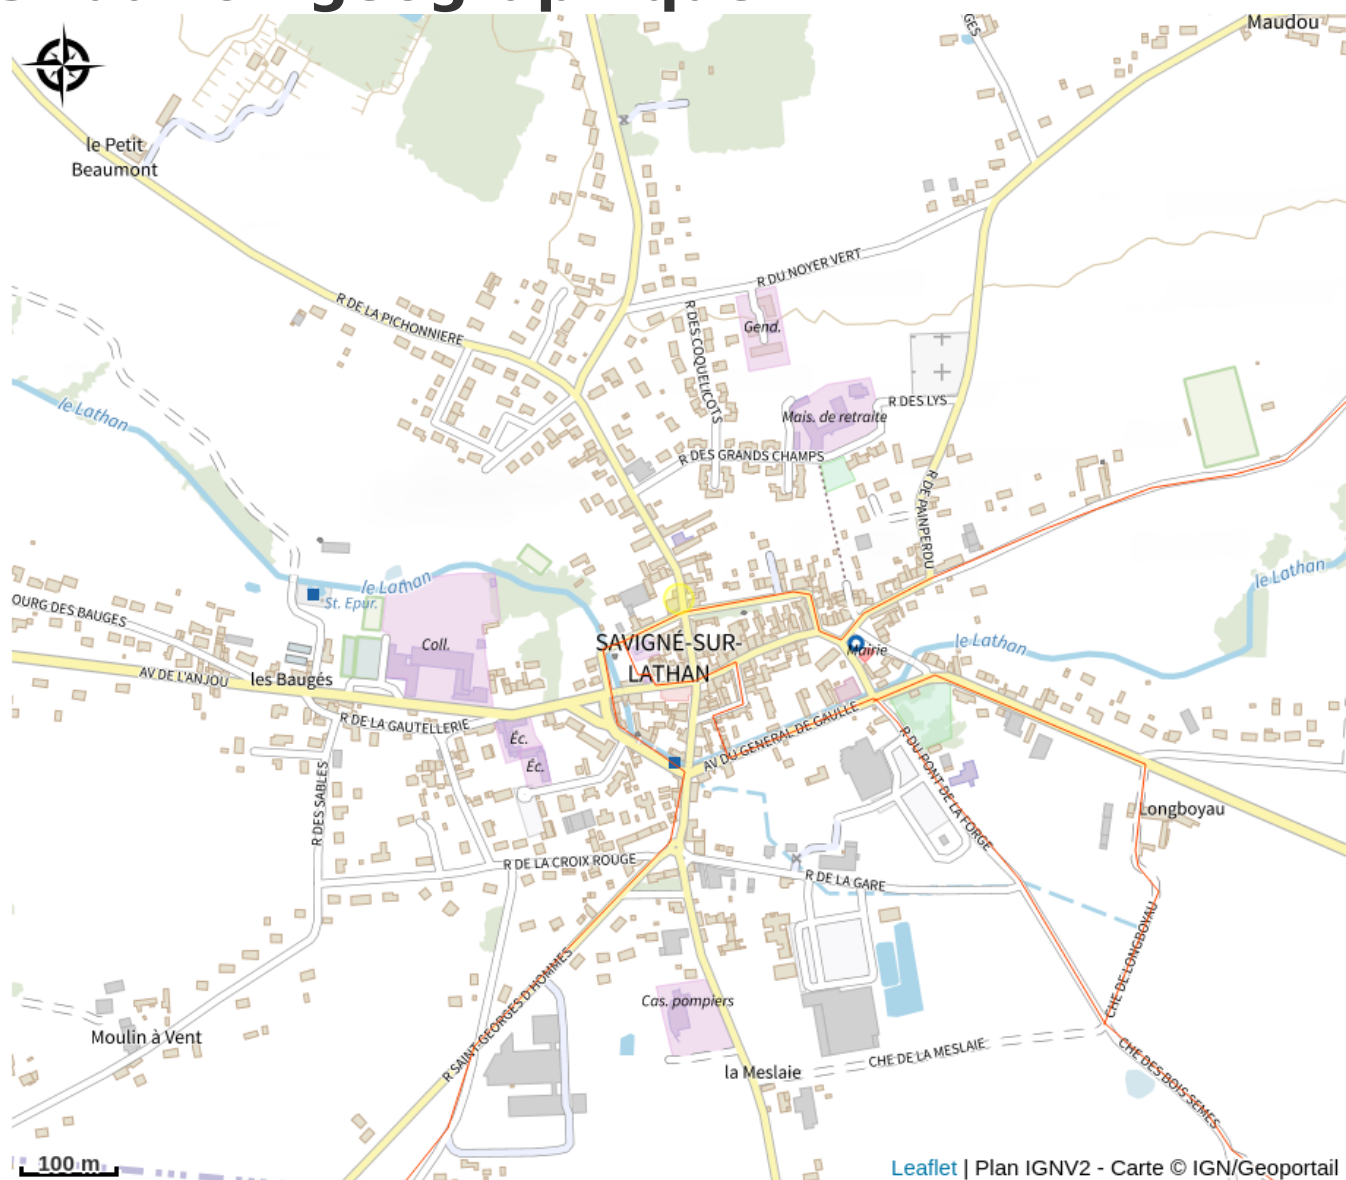 GES
Maudou
le Petit
Beaumont
R DU NOYER VERT
R DE LA PICHONNIERE
R DES COQUELICOTS
Gend.
le Lathan
Mais. de retraite
R DES LYS
R DES GRANDS CHAMPS
R DE PAINPERDU
le Lathan
le Lathan
St. Epur.
OURG DES BAUGES
Coll.
SAVIGNÉ-SUR-
LATHAN
Mairie
le Lathan
AV DE L'ANJOU
les Baugés
R DE LA GAUTELLERIE
Éc.
Éc.
AV DU GENERAL DE GAULLE
R DU PONT DE LA FORGE
R DES SABLES
Longboyau
R DE LA CROIX ROUGE
R DE LA GARE
CHE DE LONGBOYAU
R SAINT-GEORGES D'HOMMES
Cas. pompiers
Moulin à Vent
CHE DE LA MESLAIE
la Meslaie
CHE DES BOIS SEMES
100 m
Leaflet | Plan IGNV2 - Carte © IGN/Geoportail